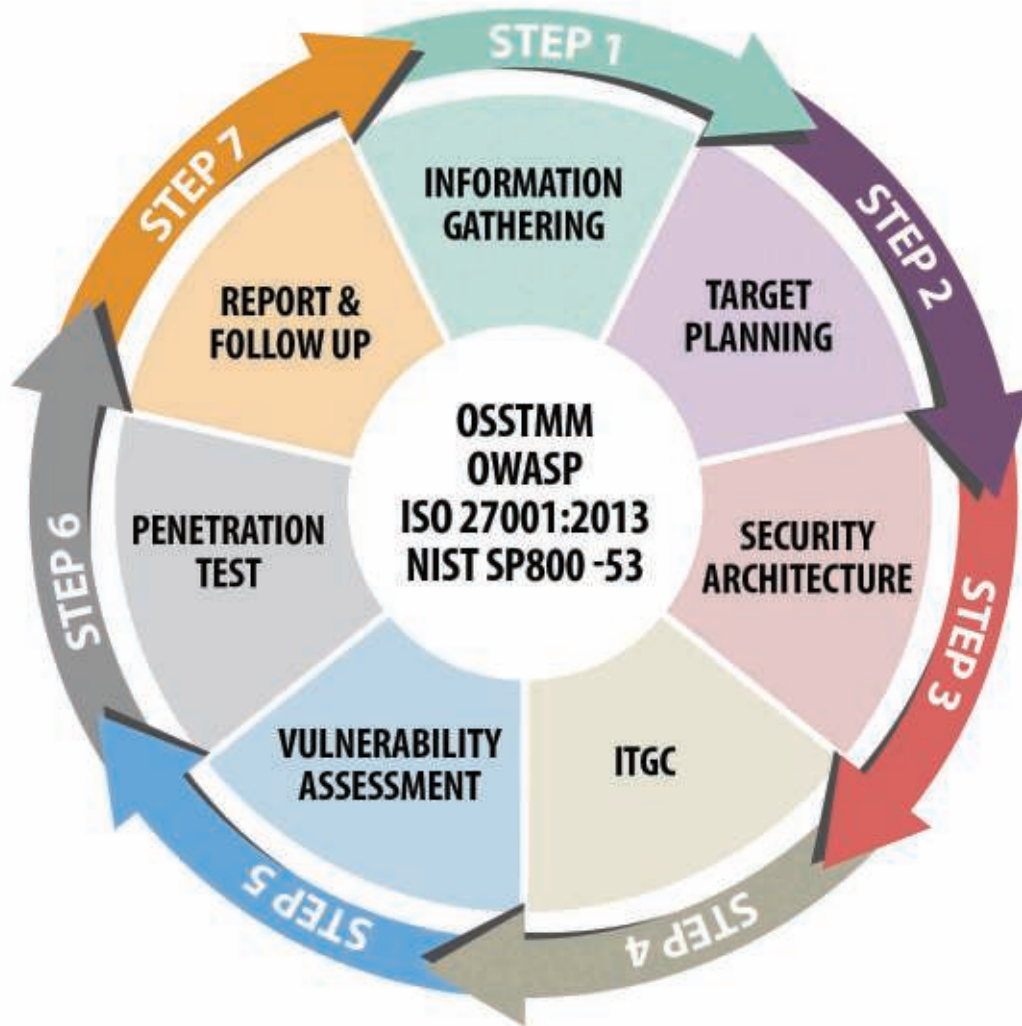 STEP 1
INFORMATION
GATHERING
STEP 2
TARGET
PLANNING
STEP 3
SECURITY
ARCHITECTURE
STEP 4
ITGC
STEP 5
VULNERABILITY
ASSESSMENT
STEP 6
PENETRATION
TEST
STEP 7
REPORT &
FOLLOW UP
OSSTMM
OWASP
ISO 27001:2013
NIST SP800 -53